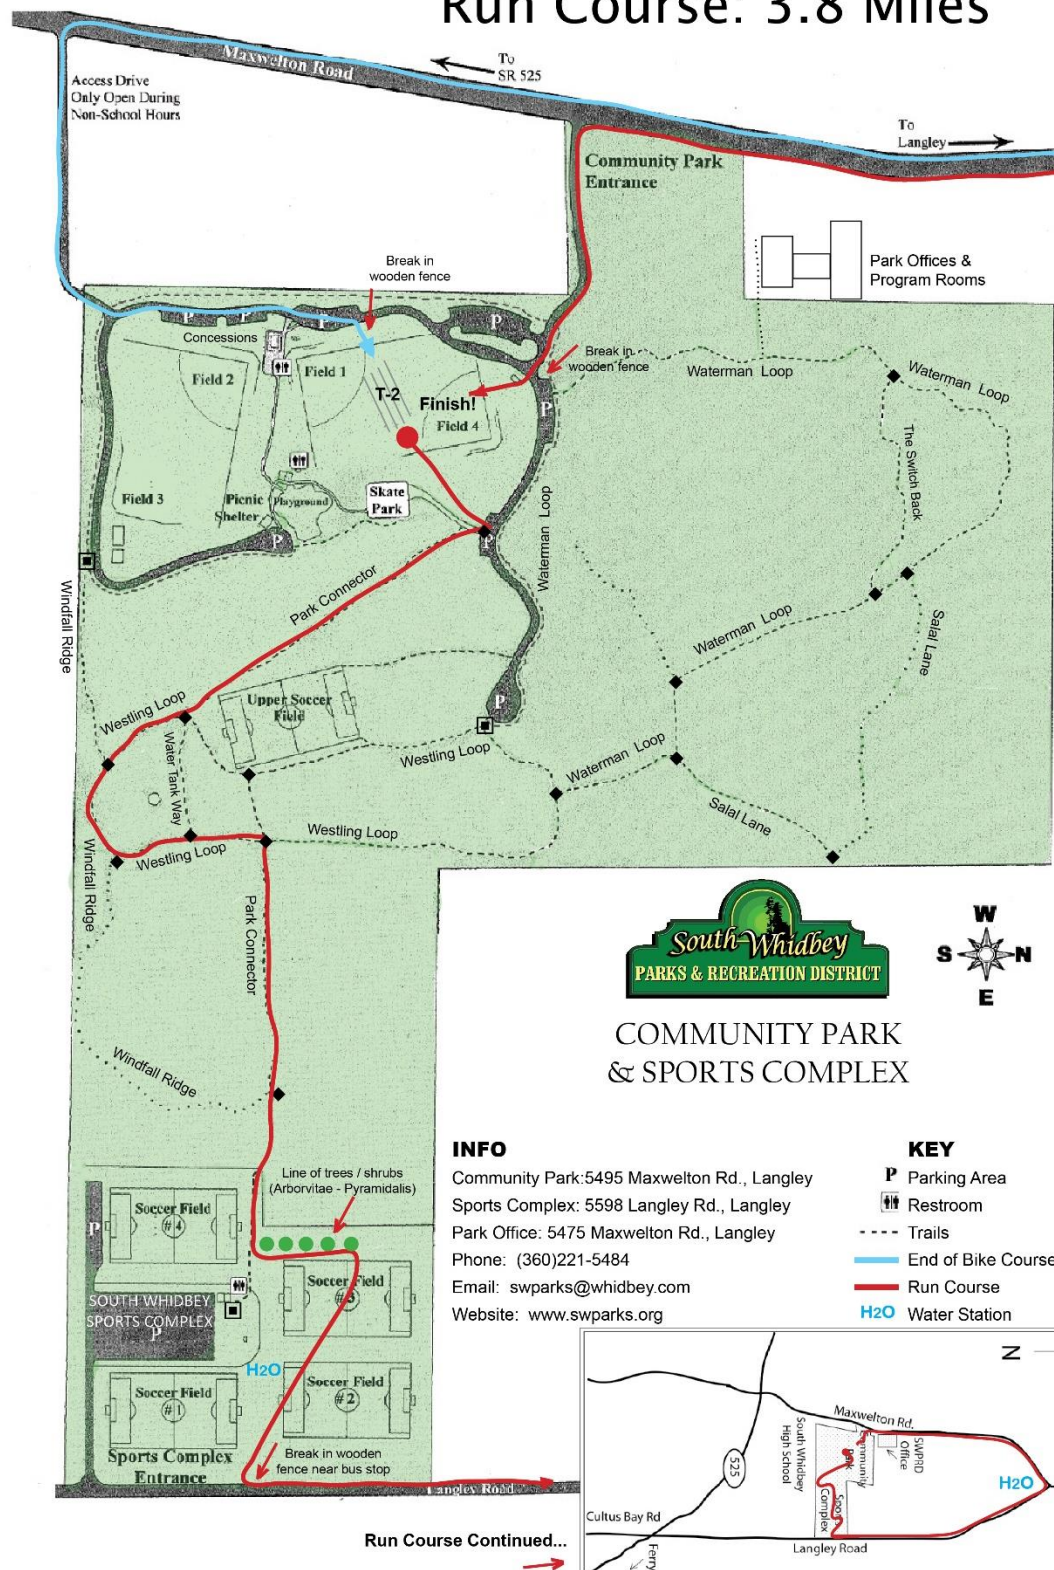 Run Course: 3.8 Miles
Maxwelton Road
To
SR 525
Access Drive
Only Open During
Non-School Hours
To
Langley
Community Park
Entrance
Park Offices &
Program Rooms
Break in
wooden fence
P
P
P
P
Concessions
Break in
wooden fence
Field 2
Field 1
T-2
Finish!
Field 4
P
Waterman Loop
Waterman Loop
The Switch Back
Field 3
Picnic
Shelter
Playground
Skate
Park
P
P
Waterman Loop
Windfall Ridge
Park Connector
Waterman Loop
Salal Lane
Westling Loop
Upper Soccer
Field
P
Water Tank Way
Westling Loop
Waterman Loop
Salal Lane
Westling Loop
Westling Loop
Windfall Ridge
Park Connector
South Whidbey
PARKS & RECREATION DISTRICT
W
S N
E
COMMUNITY PARK
& SPORTS COMPLEX
Windfall Ridge
INFO
Community Park:5495 Maxwelton Rd., Langley
Sports Complex: 5598 Langley Rd., Langley
Park Office: 5475 Maxwelton Rd., Langley
Phone: (360)221-5484
Email: swparks@whidbey.com
Website: www.swparks.org
KEY
P Parking Area
Restroom
Trails
End of Bike Course
Run Course
H2O Water Station
Line of trees / shrubs
(Arborvitae - Pyramidalis)
Soccer Field
#4
P
Soccer Field
SOUTH WHIDBEY
SPORTS COMPLEX
P
H2O
Soccer Field
#1
Soccer Field
#2
Sports Complex
Entrance
Break in wooden
fence near bus stop
Langley Road
Run Course Continued...
N
Maxwelton Rd.
South Whidbey
High School
Community
Park
SWPRD
Office
525
H2O
Sports
Complex
Cultus Bay Rd
Langley Road
Ferry